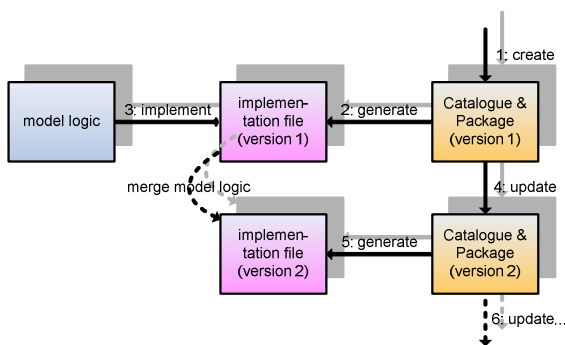 1: create
model logic
3: implement
implemen-
tation file
(version 1)
2: generate
Catalogue &
Package
(version 1)
merge model logic
4: update
implemen-
tation file
(version 2)
5: generate
Catalogue &
Package
(version 2)
6: update...